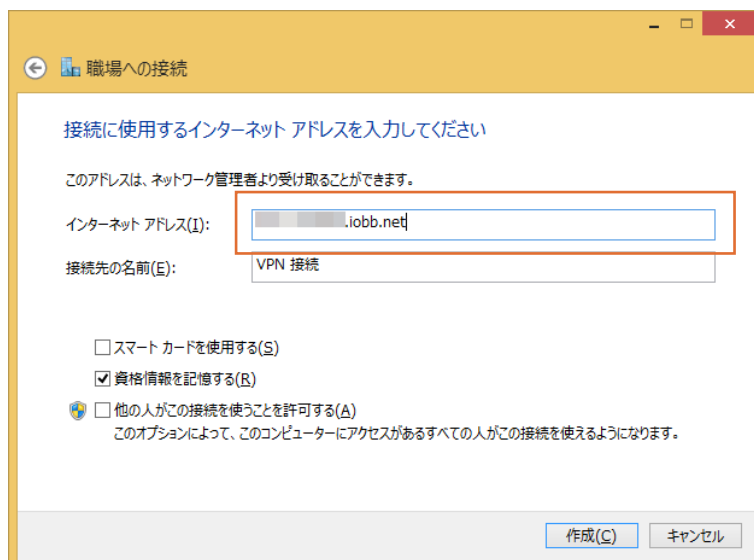 職場への接続
接続に使用するインターネット アドレスを入力してください
このアドレスは、ネットワーク管理者より受け取ることができます。
インターネット アドレス(I): .iobb.net
接続先の名前(E): VPN 接続
スマート カードを使用する(S)
資格情報を記憶する(R)
他の人がこの接続を使うことを許可する(A)
このオプションによって、このコンピューターにアクセスがあるすべての人がこの接続を使えるようになります。
作成(C) キャンセル